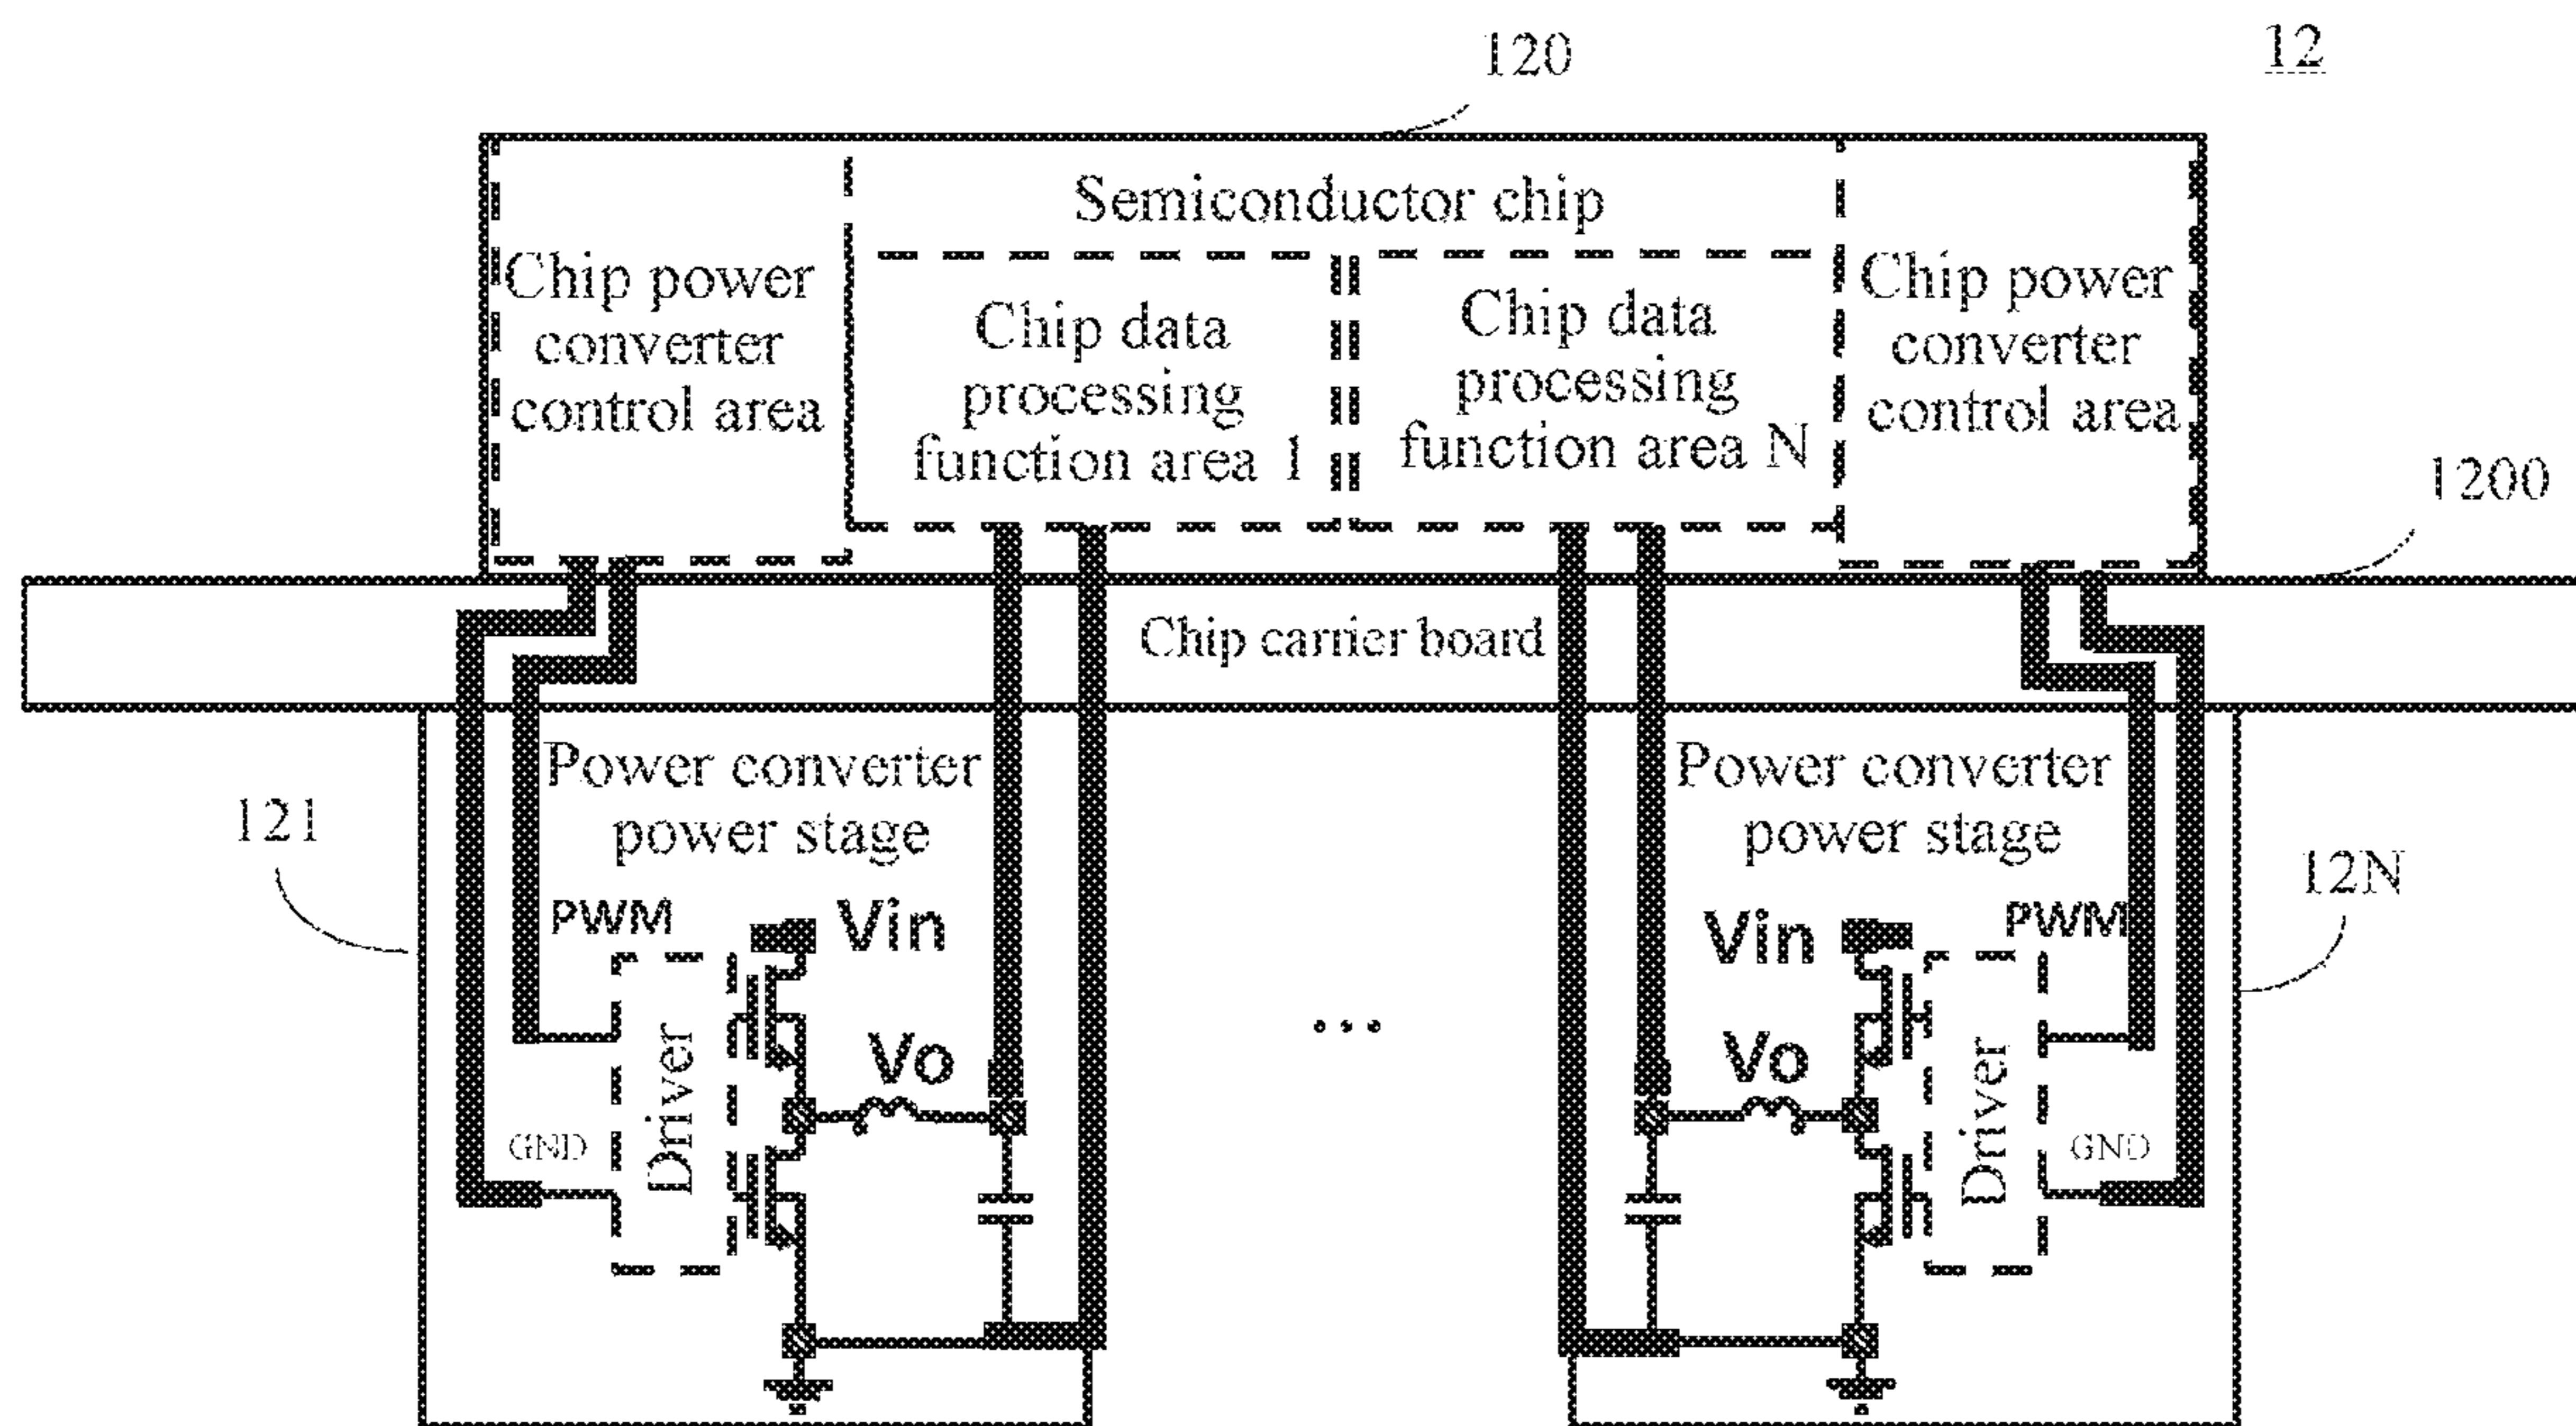 120
12
Semiconductor chip
Chip power
converter
control area
Chip data
processing
function area 1
Chip data
processing
function area N
Chip power
converter
control area
1200
Chip carrier board
Power converter
power stage
Power converter
power stage
121
12N
PWM
Vin
Vin
PWM
Vo
...
Vo
Driver
Driver
GND
GND